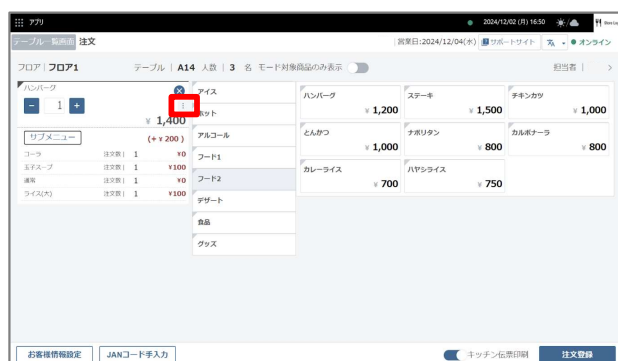 アプリ 2024/12/02 (月) 16:50
テーブル一覧画面 注文 営業日:2024/12/04(水) サポートサイト オンライン
フロア | フロア1 テーブル | A14 人数 | 3 名 モード対象商品のみ表示 担当者 |
ハンバーグ
1
¥ 1,400
サブメニュー (+ ¥ 200 )
コーラ 注文数 | 1 ¥0
玉子スープ 注文数 | 1 ¥100
通常 注文数 | 1 ¥0
ライス(大) 注文数 | 1 ¥100
アイス
ホット
アルコール
フード1
フード2
デザート
食品
グッズ
ハンバーグ ¥ 1,200
ステーキ ¥ 1,500
チキンカツ ¥ 1,000
とんかつ ¥ 1,000
ナポリタン ¥ 800
カルボナーラ ¥ 800
カレーライス ¥ 700
ハヤシライス ¥ 750
お客様情報設定 JANコード手入力 キッチン伝票印刷 注文登録